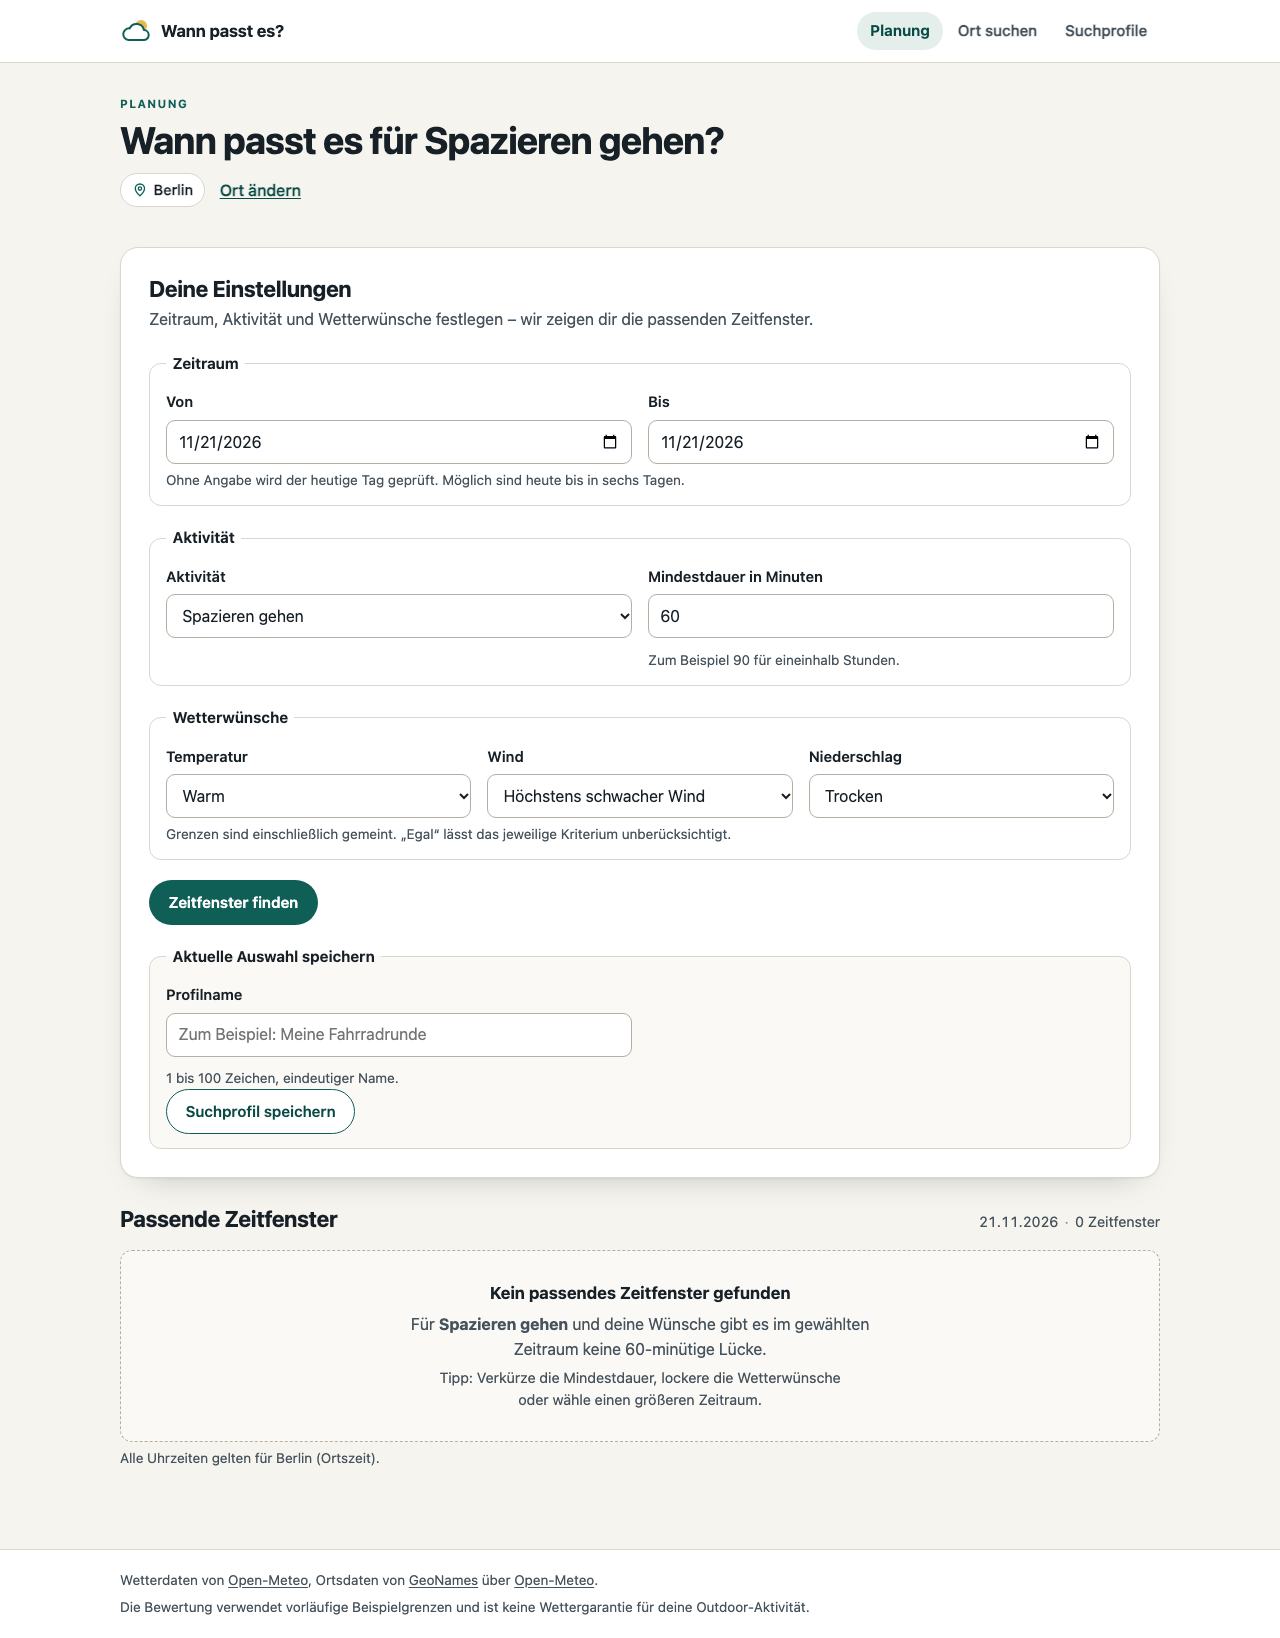 Wann passt es?
Planung
Ort suchen
Suchprofile
PLANUNG
Wann passt es für Spazieren gehen?
Berlin
Ort ändern
Deine Einstellungen
Zeitraum, Aktivität und Wetterwünsche festlegen – wir zeigen dir die passenden Zeitfenster.
Zeitraum
Von
Bis
11/21/2026
11/21/2026
Ohne Angabe wird der heutige Tag geprüft. Möglich sind heute bis in sechs Tagen.
Aktivität
Aktivität
Mindestdauer in Minuten
Spazieren gehen
60
Zum Beispiel 90 für eineinhalb Stunden.
Wetterwünsche
Temperatur
Wind
Niederschlag
Warm
Höchstens schwacher Wind
Trocken
Grenzen sind einschließlich gemeint. „Egal“ lässt das jeweilige Kriterium unberücksichtigt.
Zeitfenster finden
Aktuelle Auswahl speichern
Profilname
Zum Beispiel: Meine Fahrradrunde
1 bis 100 Zeichen, eindeutiger Name.
Suchprofil speichern
Passende Zeitfenster
21.11.2026 · 0 Zeitfenster
Kein passendes Zeitfenster gefunden
Für Spazieren gehen und deine Wünsche gibt es im gewählten
Zeitraum keine 60-minütige Lücke.
Tipp: Verkürze die Mindestdauer, lockere die Wetterwünsche
oder wähle einen größeren Zeitraum.
Alle Uhrzeiten gelten für Berlin (Ortszeit).
Wetterdaten von Open-Meteo, Ortsdaten von GeoNames über Open-Meteo.
Die Bewertung verwendet vorläufige Beispielgrenzen und ist keine Wettergarantie für deine Outdoor-Aktivität.